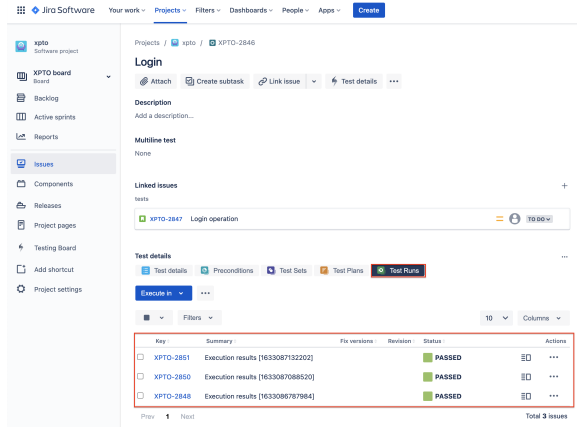 Jira Software Your work Projects Filters Dashboards People Apps Create
xpto
Software project
XPTO board
Board
Backlog
Active sprints
Reports
Issues
Components
Releases
Project pages
Testing Board
Add shortcut
Project settings
Projects / xpto / XPTO-2846
Login
Attach Create subtask Link issue Test details
Description
Add a description...
Multiline test
None
Linked issues
tests
XPTO-2847 Login operation TO DO
Test details
Test details Preconditions Test Sets Test Plans Test Runs
Execute in
Filters 10 Columns
Key Summary Fix versions Revision Status Actions
XPTO-2851 Execution results [1633087132202] PASSED
XPTO-2850 Execution results [1633087088520] PASSED
XPTO-2848 Execution results [1633086787984] PASSED
Prev 1 Next Total 3 issues